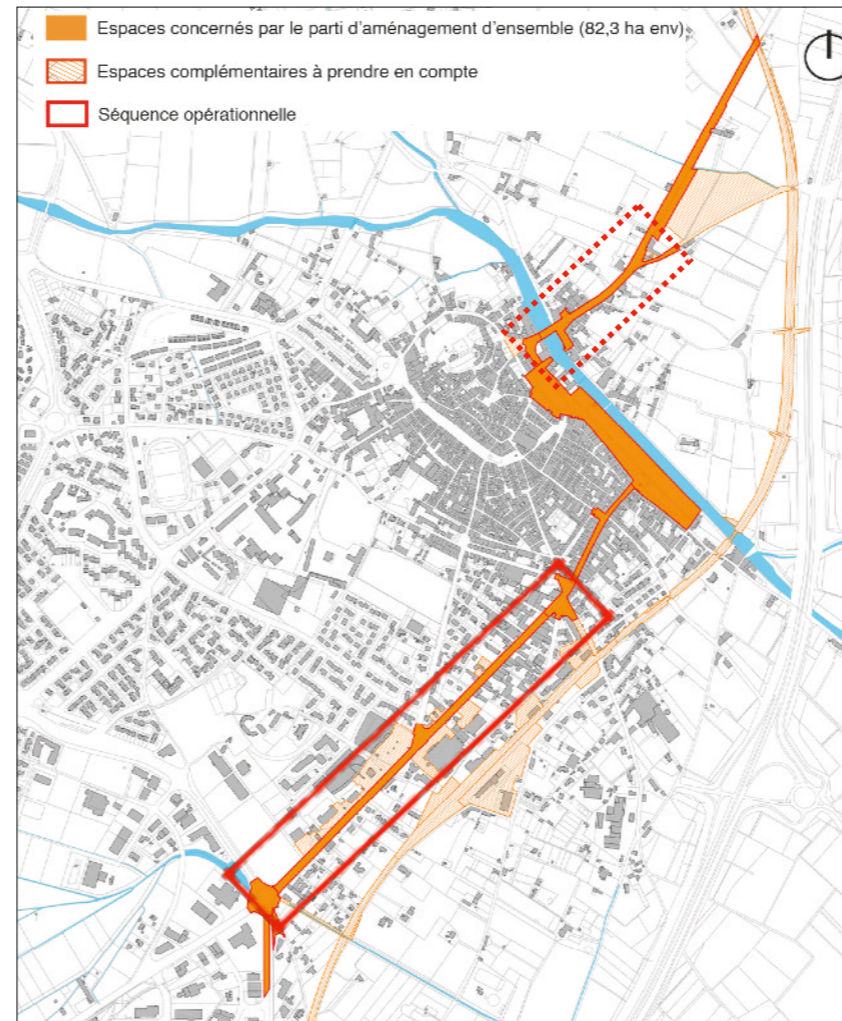 Espaces concernés par le parti d'aménagement d'ensemble (82,3 ha env)
Espaces complémentaires à prendre en compte
Séquence opérationnelle